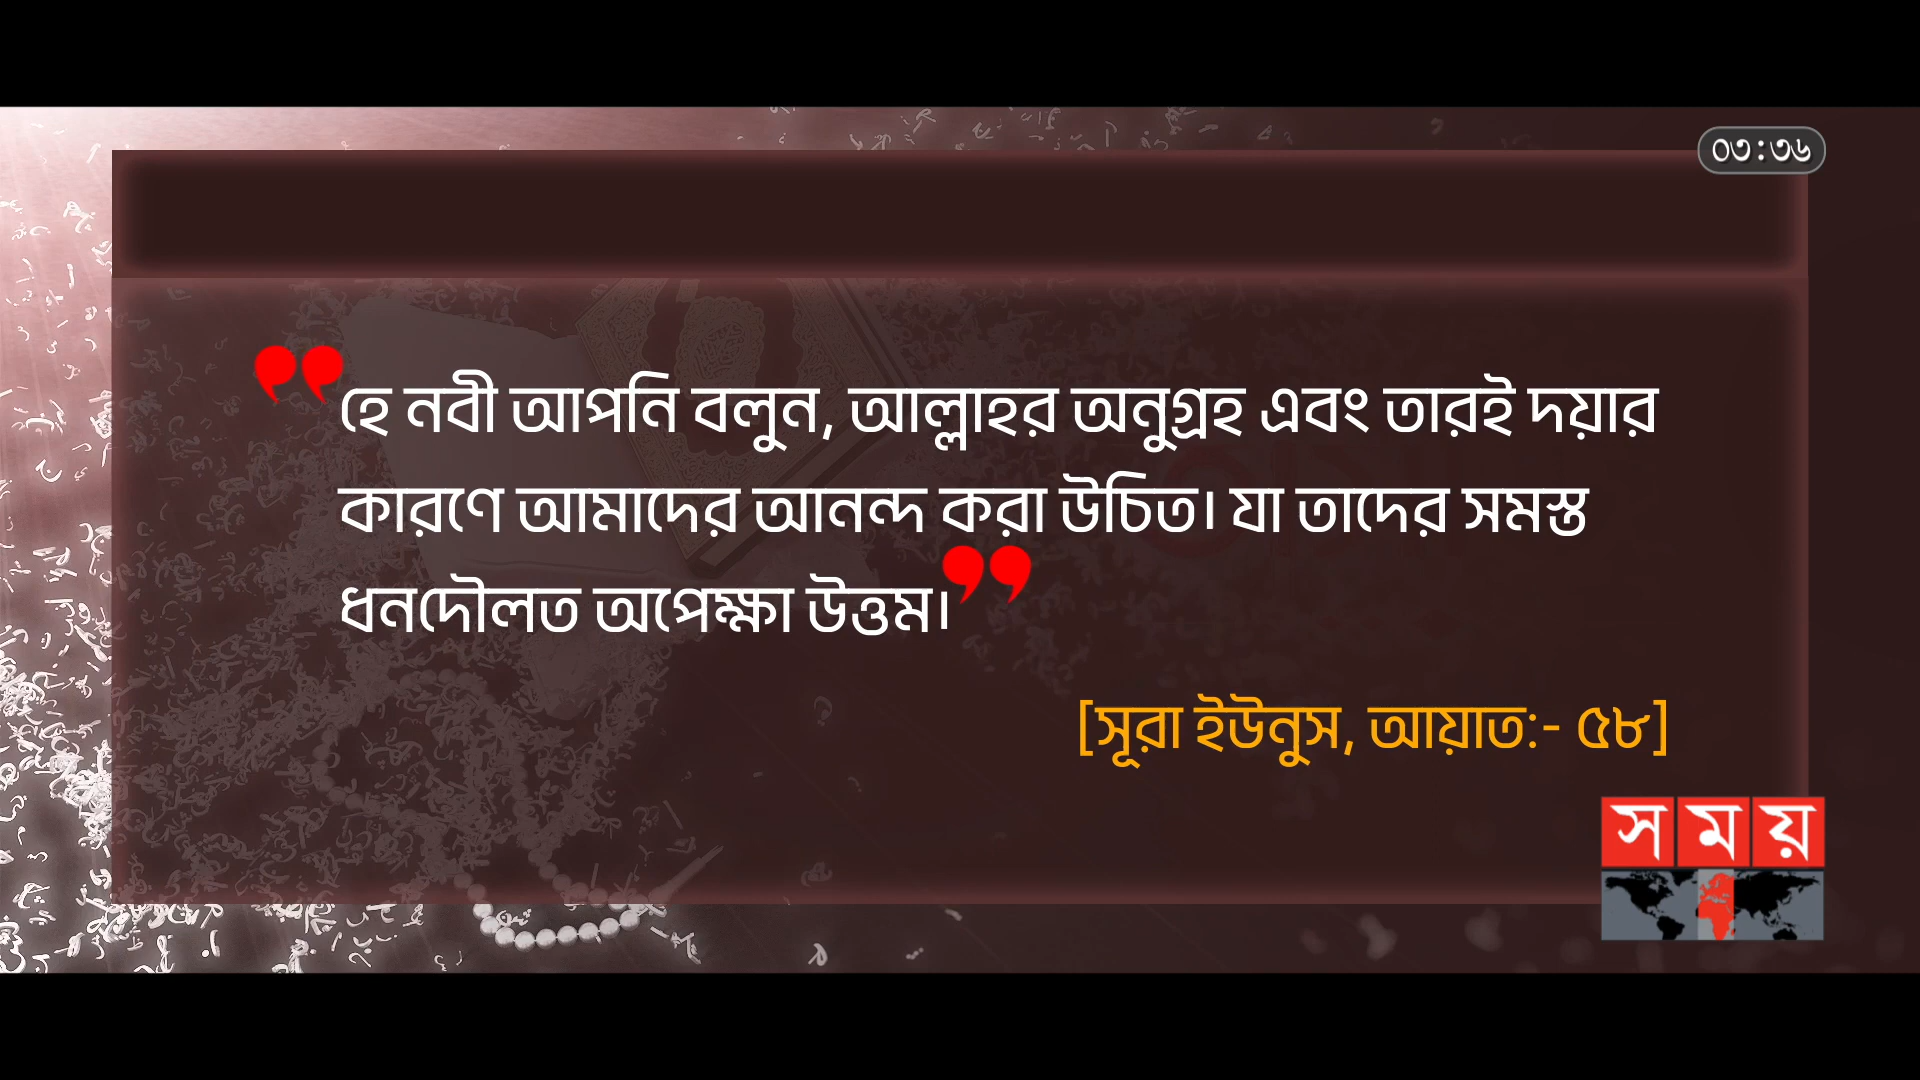 ০৩:৩৬
❜❜হে নবী আপনি বলুন, আল্লাহর অনুগ্রহ এবং তারই দয়ার
কারণে আমাদের আনন্দ করা উচিত। যা তাদের সমস্ত
ধনদৌলত অপেক্ষা উত্তম।❜❜
[সূরা ইউনুস, আয়াত:- ৫৮]
সময়